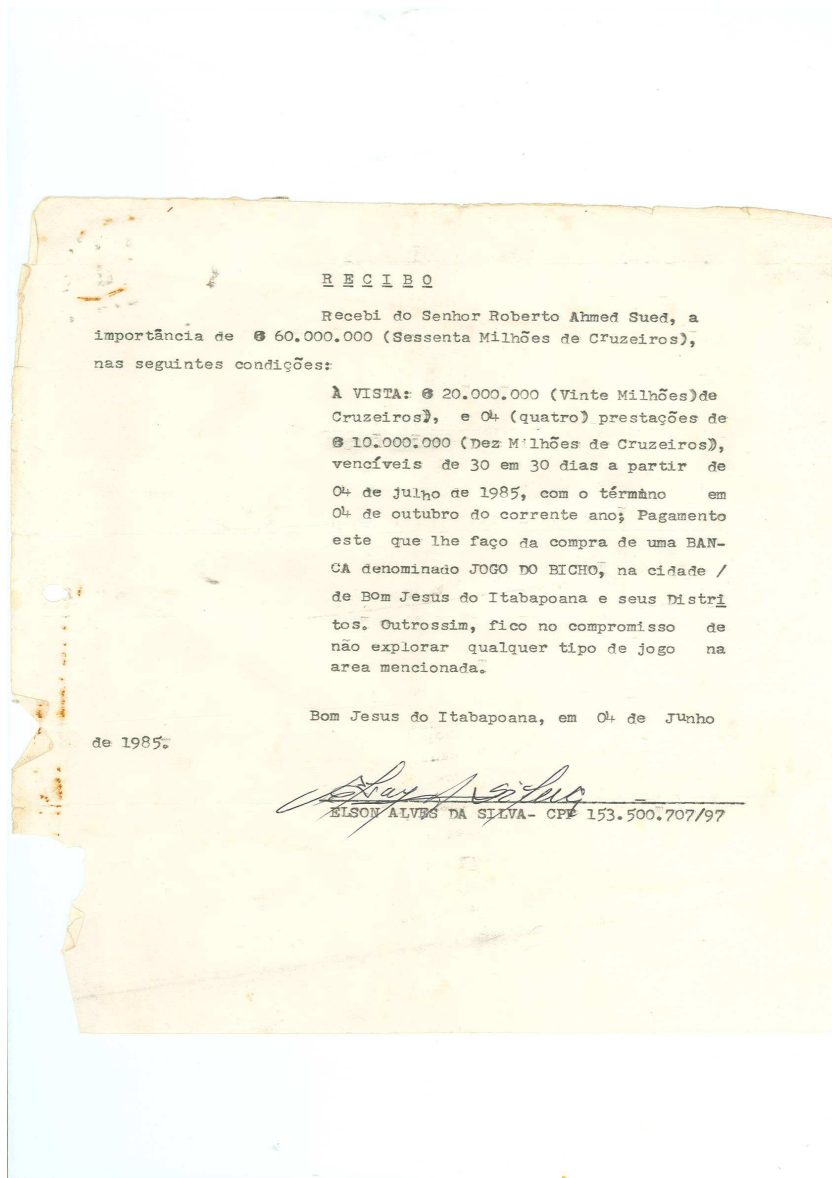 RECIBO
Recebi do Senhor Roberto Ahmed Sued, a
importância de ₢ 60.000.000 (Sessenta Milhões de Cruzeiros),
nas seguintes condições:
À VISTA: ₢ 20.000.000 (Vinte Milhões)de
Cruzeiros), e 04 (quatro) prestações de
₢ 10.000.000 (Dez Milhões de Cruzeiros),
vencíveis de 30 em 30 dias a partir de
04 de julho de 1985, com o término em
04 de outubro do corrente ano; Pagamento
este que lhe faço da compra de uma BAN-
CA denominado JOGO DO BICHO, na cidade /
de Bom Jesus do Itabapoana e seus Distri
tos. Outrossim, fico no compromisso de
não explorar qualquer tipo de jogo na
area mencionada.
Bom Jesus do Itabapoana, em 04 de Junho
de 1985.
ELSON ALVES DA SILVA- CPF 153.500.707/97